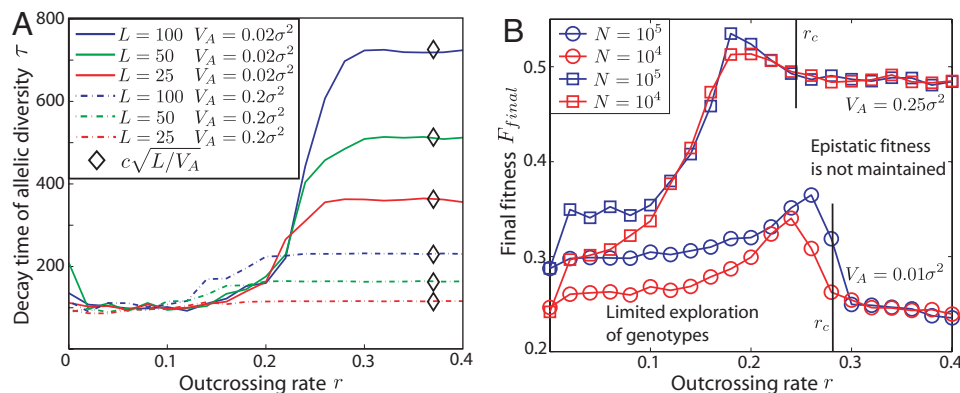 A
800
700
600
500
400
300
200
100
Decay time of allelic diversity τ
L = 100 V_A = 0.02σ²
L = 50 V_A = 0.02σ²
L = 25 V_A = 0.02σ²
L = 100 V_A = 0.2σ²
L = 50 V_A = 0.2σ²
L = 25 V_A = 0.2σ²
c√L/V_A
0 0.1 0.2 0.3 0.4
Outcrossing rate r
B
0.5
0.4
0.3
0.2
Final fitness F_final
N = 10⁵
N = 10⁴
N = 10⁵
N = 10⁴
r_c
V_A = 0.25σ²
Epistatic fitness
is not maintained
V_A = 0.01σ²
Limited exploration
of genotypes
r_c
0.1 0.2 0.3 0.4
Outcrossing rate r